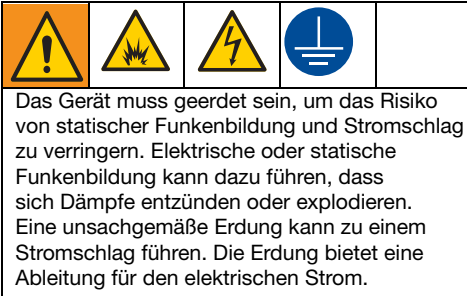 Das Gerät muss geerdet sein, um das Risiko
von statischer Funkenbildung und Stromschlag
zu verringern. Elektrische oder statische
Funkenbildung kann dazu führen, dass
sich Dämpfe entzünden oder explodieren.
Eine unsachgemäße Erdung kann zu einem
Stromschlag führen. Die Erdung bietet eine
Ableitung für den elektrischen Strom.